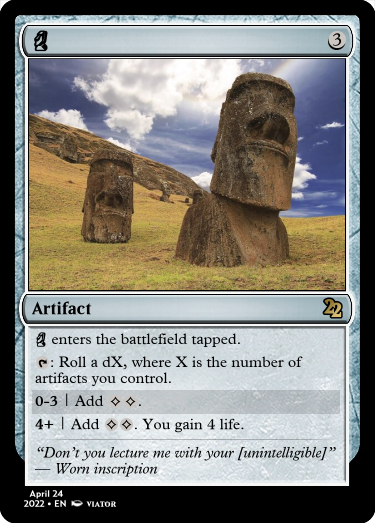 🗿 3
Artifact
🗿 enters the battlefield tapped.
: Roll a dX, where X is the number of
artifacts you control.
0-3 | Add .
4+ | Add . You gain 4 life.
“Don’t you lecture me with your [unintelligible]”
— Worn inscription
April 24
2022 • EN VIATOR